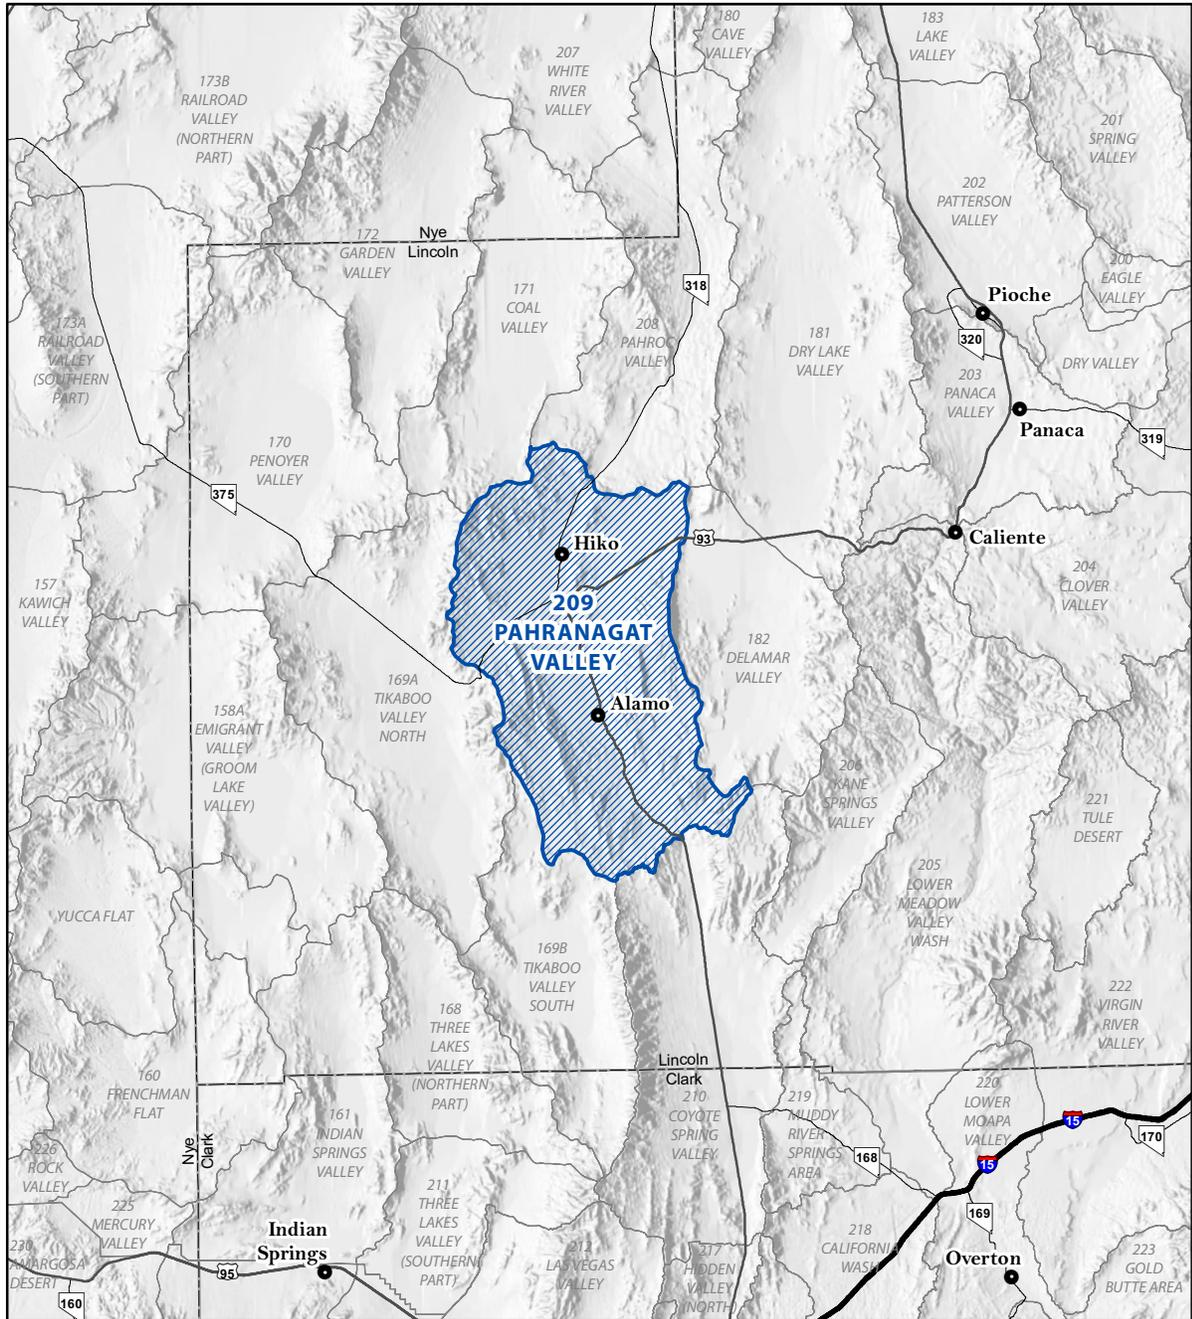 180
CAVE
VALLEY
183
LAKE
VALLEY
207
WHITE
RIVER
VALLEY
173B
RAILROAD
VALLEY
(NORTHERN
PART)
201
SPRING
VALLEY
202
PATTERSON
VALLEY
172
GARDEN
VALLEY
Nye
Lincoln
200
EAGLE
VALLEY
171
COAL
VALLEY
318
Pioche
208
PAHROC
VALLEY
173A
RAILROAD
VALLEY
(SOUTHERN
PART)
181
DRY LAKE
VALLEY
320
DRY VALLEY
203
PANACA
VALLEY
Panaca
319
170
PENOYER
VALLEY
375
Hiko
93
Caliente
157
KAWICH
VALLEY
204
CLOVER
VALLEY
209
PAHRANAGAT
VALLEY
182
DELAMAR
VALLEY
169A
TIKABOO
VALLEY
NORTH
Alamo
158A
EMIGRANT
VALLEY
(GROOM
LAKE
VALLEY)
206
KANE
SPRINGS
VALLEY
221
TULE
DESERT
205
LOWER
MEADOW
VALLEY
WASH
YUCCA FLAT
169B
TIKABOO
VALLEY
SOUTH
222
VIRGIN
RIVER
VALLEY
168
THREE
LAKES
VALLEY
(NORTHERN
PART)
Lincoln
Clark
160
FRENCHMAN
FLAT
210
COYOTE
SPRING
VALLEY
219
MUDDY
RIVER
SPRINGS
AREA
220
LOWER
MOAPA
VALLEY
15
170
161
INDIAN
SPRINGS
VALLEY
Nye
Clark
226
ROCK
VALLEY
168
15
225
MERCURY
VALLEY
211
THREE
LAKES
VALLEY
(SOUTHERN
PART)
169
230
AMARGOSA
DESERT
Indian
Springs
95
160
212
LAS VEGAS
VALLEY
217
HIDDEN
VALLEY
(NORTH)
218
CALIFORNIA
WASH
Overton
223
GOLD
BUTTE AREA